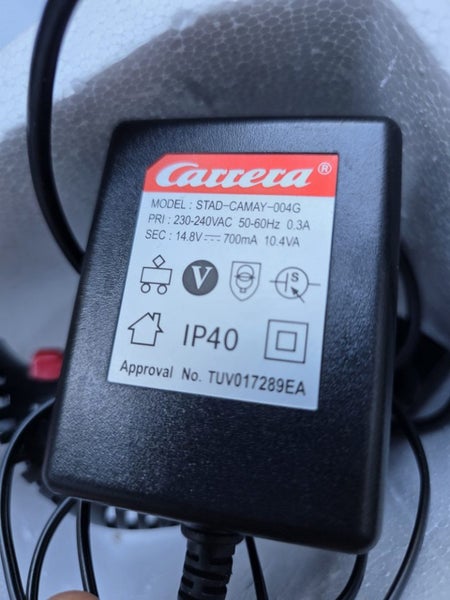 Carrera®
MODEL : STAD-CAMAY-004G
PRI : 230-240VAC 50-60Hz 0.3A
SEC : 14.8V⎓ 700mA 10.4VA
V
S
IP40
Approval No. TUV017289EA